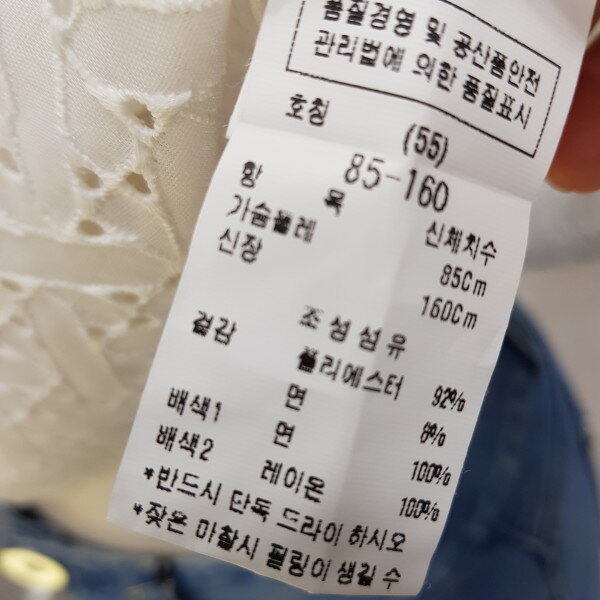 품질경영 및 공산품안전
관리법에 의한 품질표시
호칭 (55)
85-160
항 목 신체치수
가슴둘레 85Cm
신장 160Cm
조성섬유
겉감 폴리에스터 92%
면 8%
배색1 면 100%
배색2 레이온 100%
*반드시 단독 드라이 하시오
*잦은 마찰시 필링이 생길 수